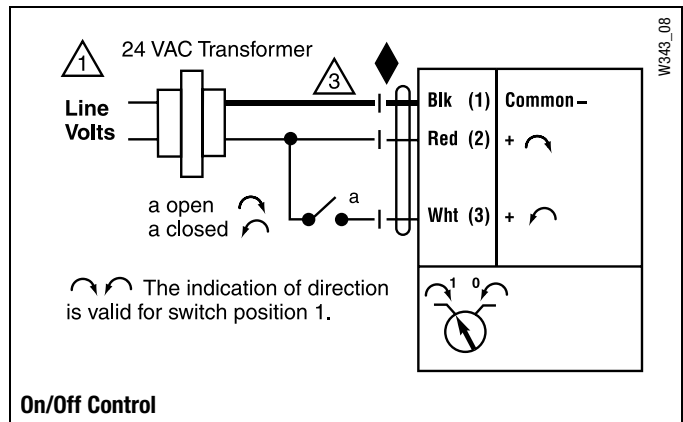 W343_08
1
24 VAC Transformer
3
Line
Volts
Blk (1) Common –
Red (2) +
a
Wht (3) +
a open
a closed
The indication of direction
is valid for switch position 1.
1 0
On/Off Control